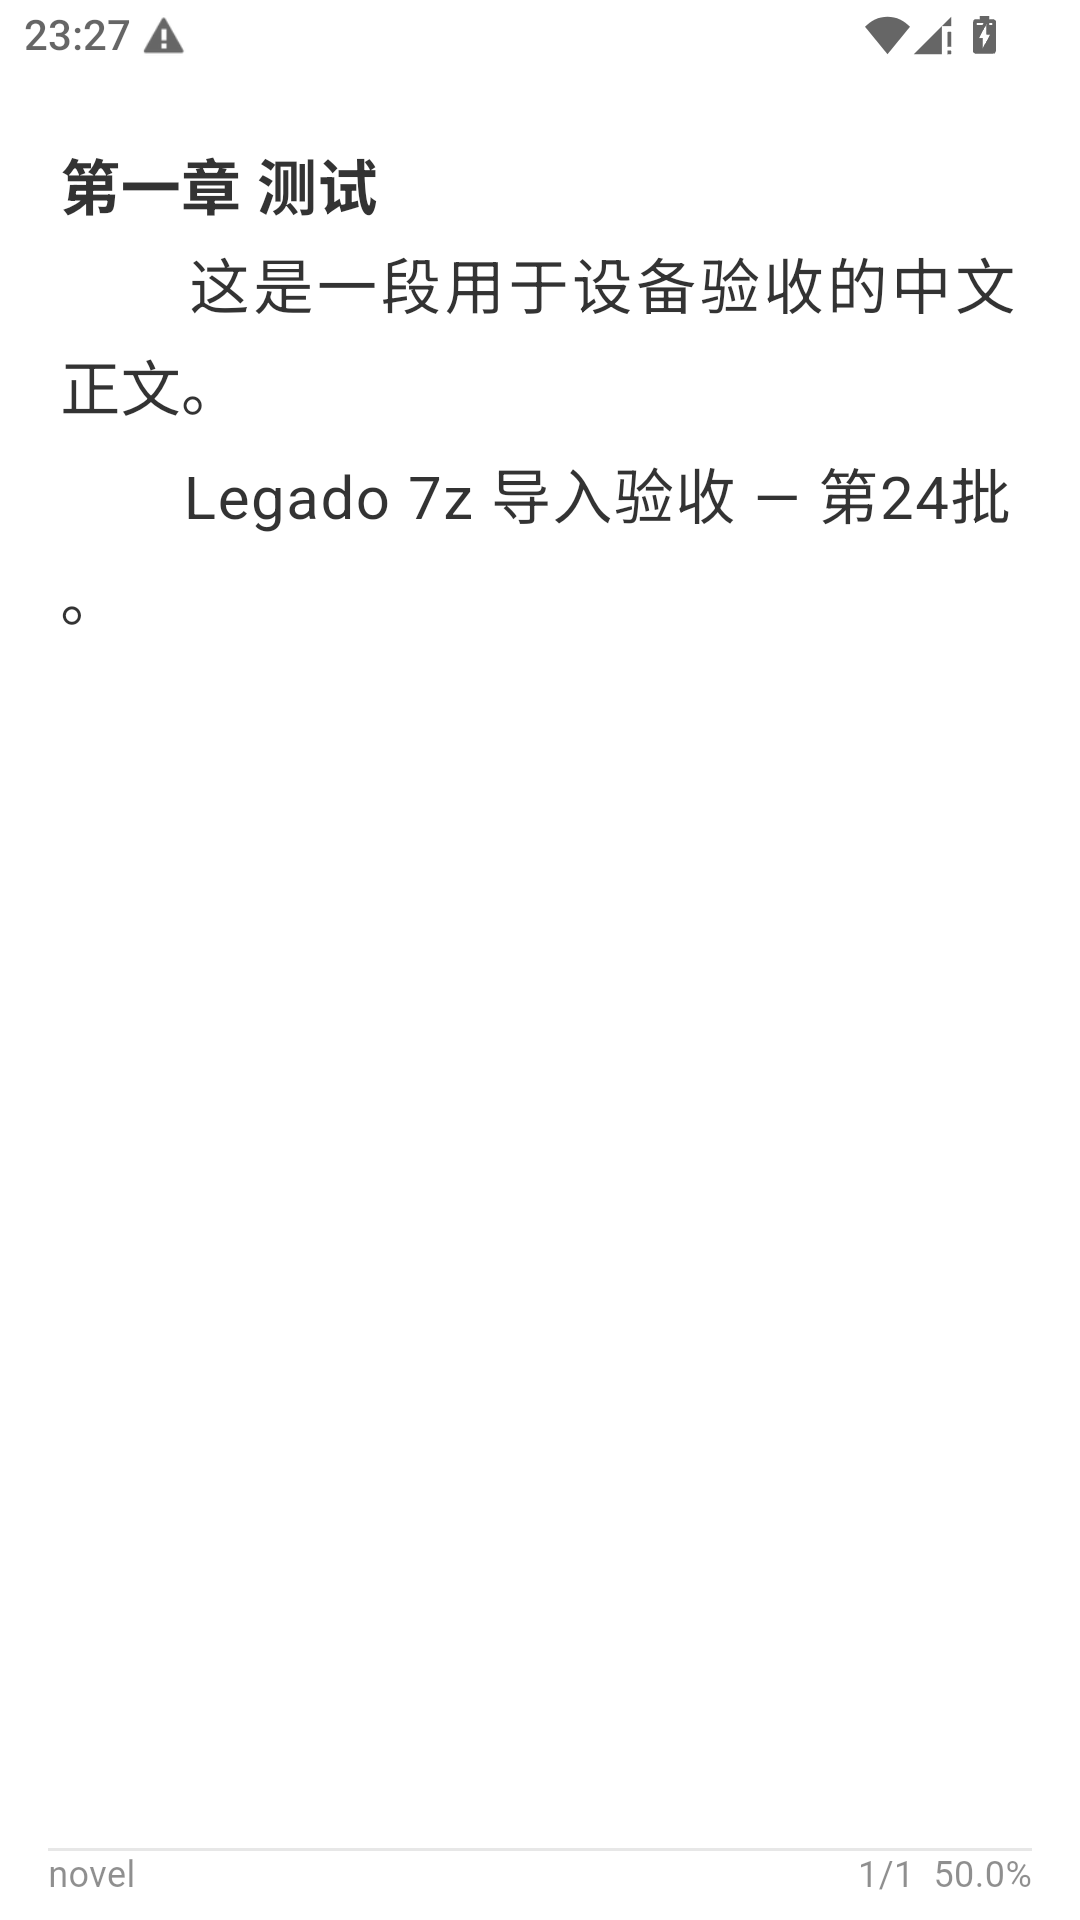 23:27
第一章 测试
这是一段用于设备验收的中文
正文。
Legado 7z 导入验收 — 第24批
。
novel 1/1 50.0%